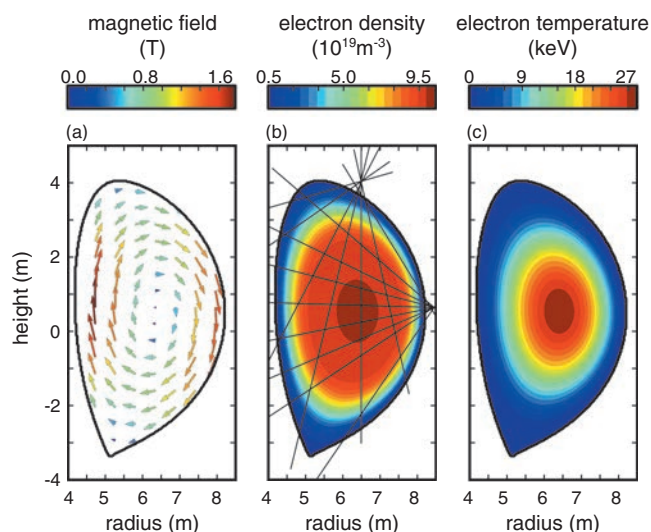 magnetic field
(T)
electron density
(10¹⁹m⁻³)
electron temperature
(keV)
0.0 0.8 1.6
0.5 5.0 9.5
0 9 18 27
(a)
(b)
(c)
4
2
0
-2
-4
height (m)
4 5 6 7 8
4 5 6 7 8
4 5 6 7 8
radius (m)
radius (m)
radius (m)